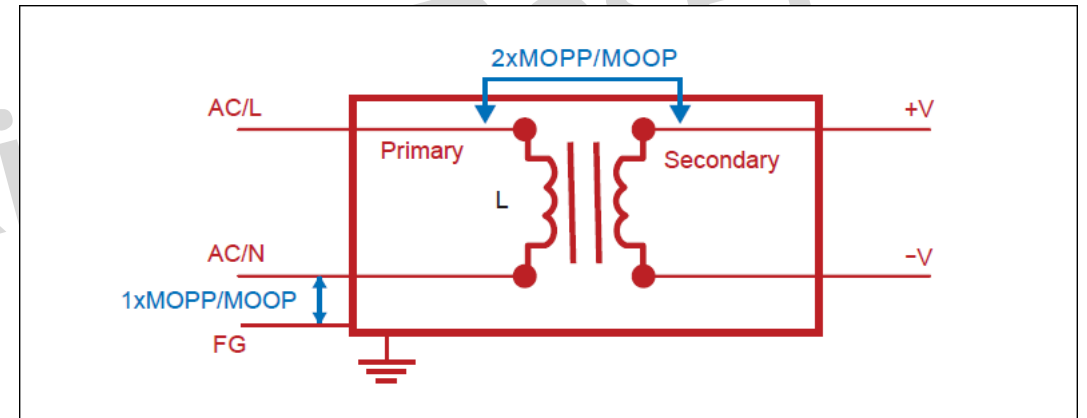 2xMOPP/MOOP
AC/L
+V
Primary
Secondary
L
AC/N
−V
1xMOPP/MOOP
FG